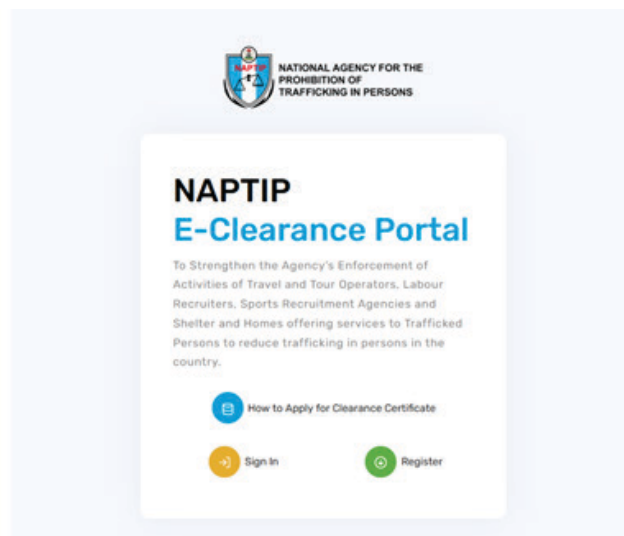 NAPTIP
NATIONAL AGENCY FOR THE
PROHIBITION OF
TRAFFICKING IN PERSONS
NAPTIP
E-Clearance Portal
To Strengthen the Agency's Enforcement of
Activities of Travel and Tour Operators, Labour
Recruiters, Sports Recruitment Agencies and
Shelter and Homes offering services to Trafficked
Persons to reduce trafficking in persons in the
country.
How to Apply for Clearance Certificate
Sign In
Register